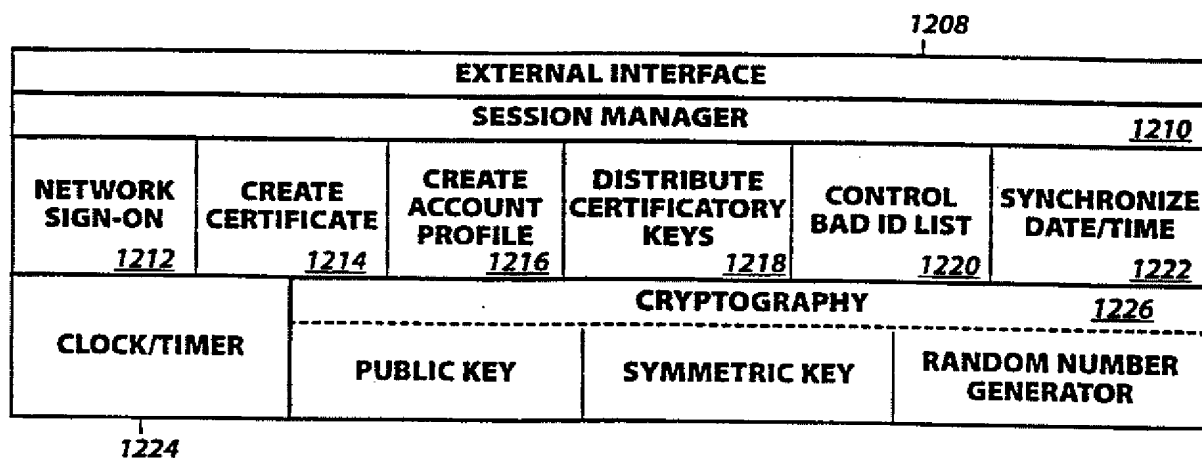 1208
EXTERNAL INTERFACE
SESSION MANAGER
1210
NETWORK
SIGN-ON
1212
CREATE
CERTIFICATE
1214
CREATE
ACCOUNT
PROFILE
1216
DISTRIBUTE
CERTIFICATORY
KEYS
1218
CONTROL
BAD ID LIST
1220
SYNCHRONIZE
DATE/TIME
1222
CLOCK/TIMER
1224
CRYPTOGRAPHY
1226
PUBLIC KEY
SYMMETRIC KEY
RANDOM NUMBER
GENERATOR